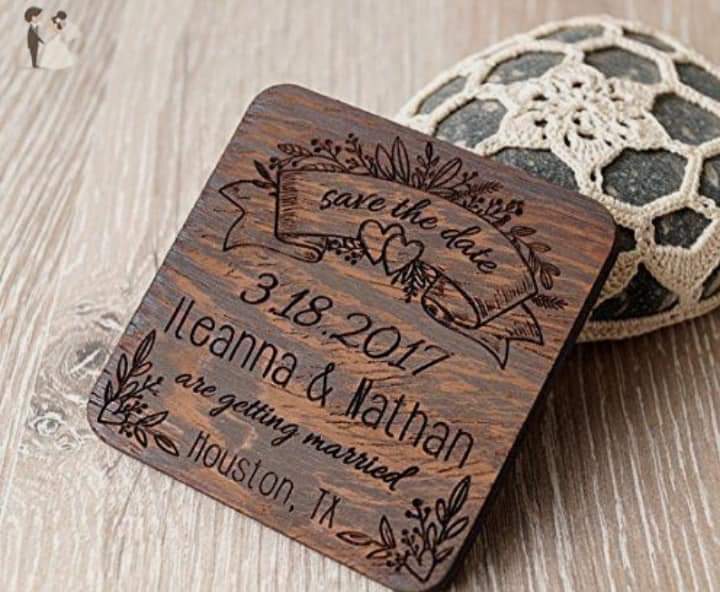 save the date
3.18.2017
Ileanna & Nathan
are getting married
Houston, TX